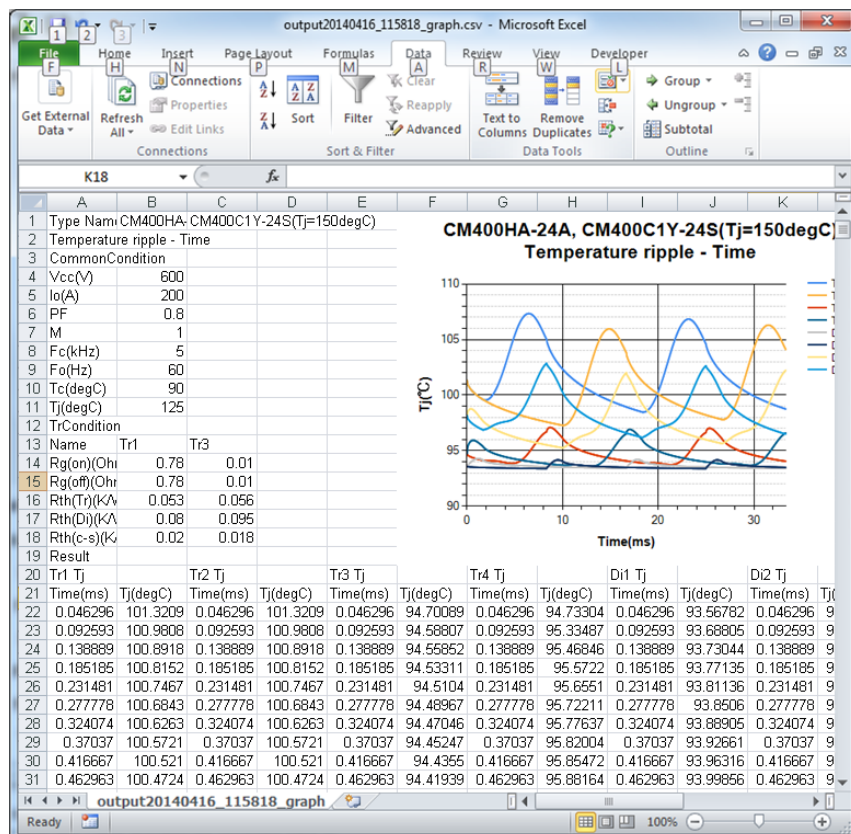 output20140416_115818_graph.csv - Microsoft Excel
1 2 3
File Home Insert Page Layout Formulas Data Review View Developer
F H N P M A R W L
Get External Data
Refresh All
Connections
Properties
Edit Links
Connections
Sort
Filter
Clear
Reapply
Advanced
Sort & Filter
Text to Columns
Remove Duplicates
Data Tools
Group
Ungroup
Subtotal
Outline
K18 fx
A B C D E F G H I J K
1 Type Nam CM400HA- CM400C1Y-24S(Tj=150degC)
2 Temperature ripple - Time
3 CommonCondition
4 Vcc(V) 600
5 Io(A) 200
6 PF 0.8
7 M 1
8 Fc(kHz) 5
9 Fo(Hz) 60
10 Tc(degC) 90
11 Tj(degC) 125
12 TrCondition
13 Name Tr1 Tr3
14 Rg(on)(Ohr 0.78 0.01
15 Rg(off)(Ohr 0.78 0.01
16 Rth(Tr)(K/V 0.053 0.056
17 Rth(Di)(K/V 0.08 0.095
18 Rth(c-s)(K/ 0.02 0.018
19 Result
CM400HA-24A, CM400C1Y-24S(Tj=150degC)
Temperature ripple - Time
110
105
100
95
90
Tj(℃)
0 10 20 30
Time(ms)
20 Tr1 Tj Tr2 Tj Tr3 Tj Tr4 Tj Di1 Tj Di2 Tj
21 Time(ms) Tj(degC) Time(ms) Tj(degC) Time(ms) Tj(degC) Time(ms) Tj(degC) Time(ms) Tj(degC) Time(ms) Tj(
22 0.046296 101.3209 0.046296 101.3209 0.046296 94.70089 0.046296 94.73304 0.046296 93.56782 0.046296 9
23 0.092593 100.9808 0.092593 100.9808 0.092593 94.58807 0.092593 95.33487 0.092593 93.68805 0.092593 9
24 0.138889 100.8918 0.138889 100.8918 0.138889 94.55852 0.138889 95.46846 0.138889 93.73044 0.138889 9
25 0.185185 100.8152 0.185185 100.8152 0.185185 94.53311 0.185185 95.5722 0.185185 93.77135 0.185185 9
26 0.231481 100.7467 0.231481 100.7467 0.231481 94.5104 0.231481 95.6551 0.231481 93.81136 0.231481 9
27 0.277778 100.6843 0.277778 100.6843 0.277778 94.48967 0.277778 95.72211 0.277778 93.8506 0.277778 9
28 0.324074 100.6263 0.324074 100.6263 0.324074 94.47046 0.324074 95.77637 0.324074 93.88905 0.324074 9
29 0.37037 100.5721 0.37037 100.5721 0.37037 94.45247 0.37037 95.82004 0.37037 93.92661 0.37037 9
30 0.416667 100.521 0.416667 100.521 0.416667 94.4355 0.416667 95.85472 0.416667 93.96316 0.416667 9
31 0.462963 100.4724 0.462963 100.4724 0.462963 94.41939 0.462963 95.88164 0.462963 93.99856 0.462963 9
output20140416_115818_graph
Ready 100%